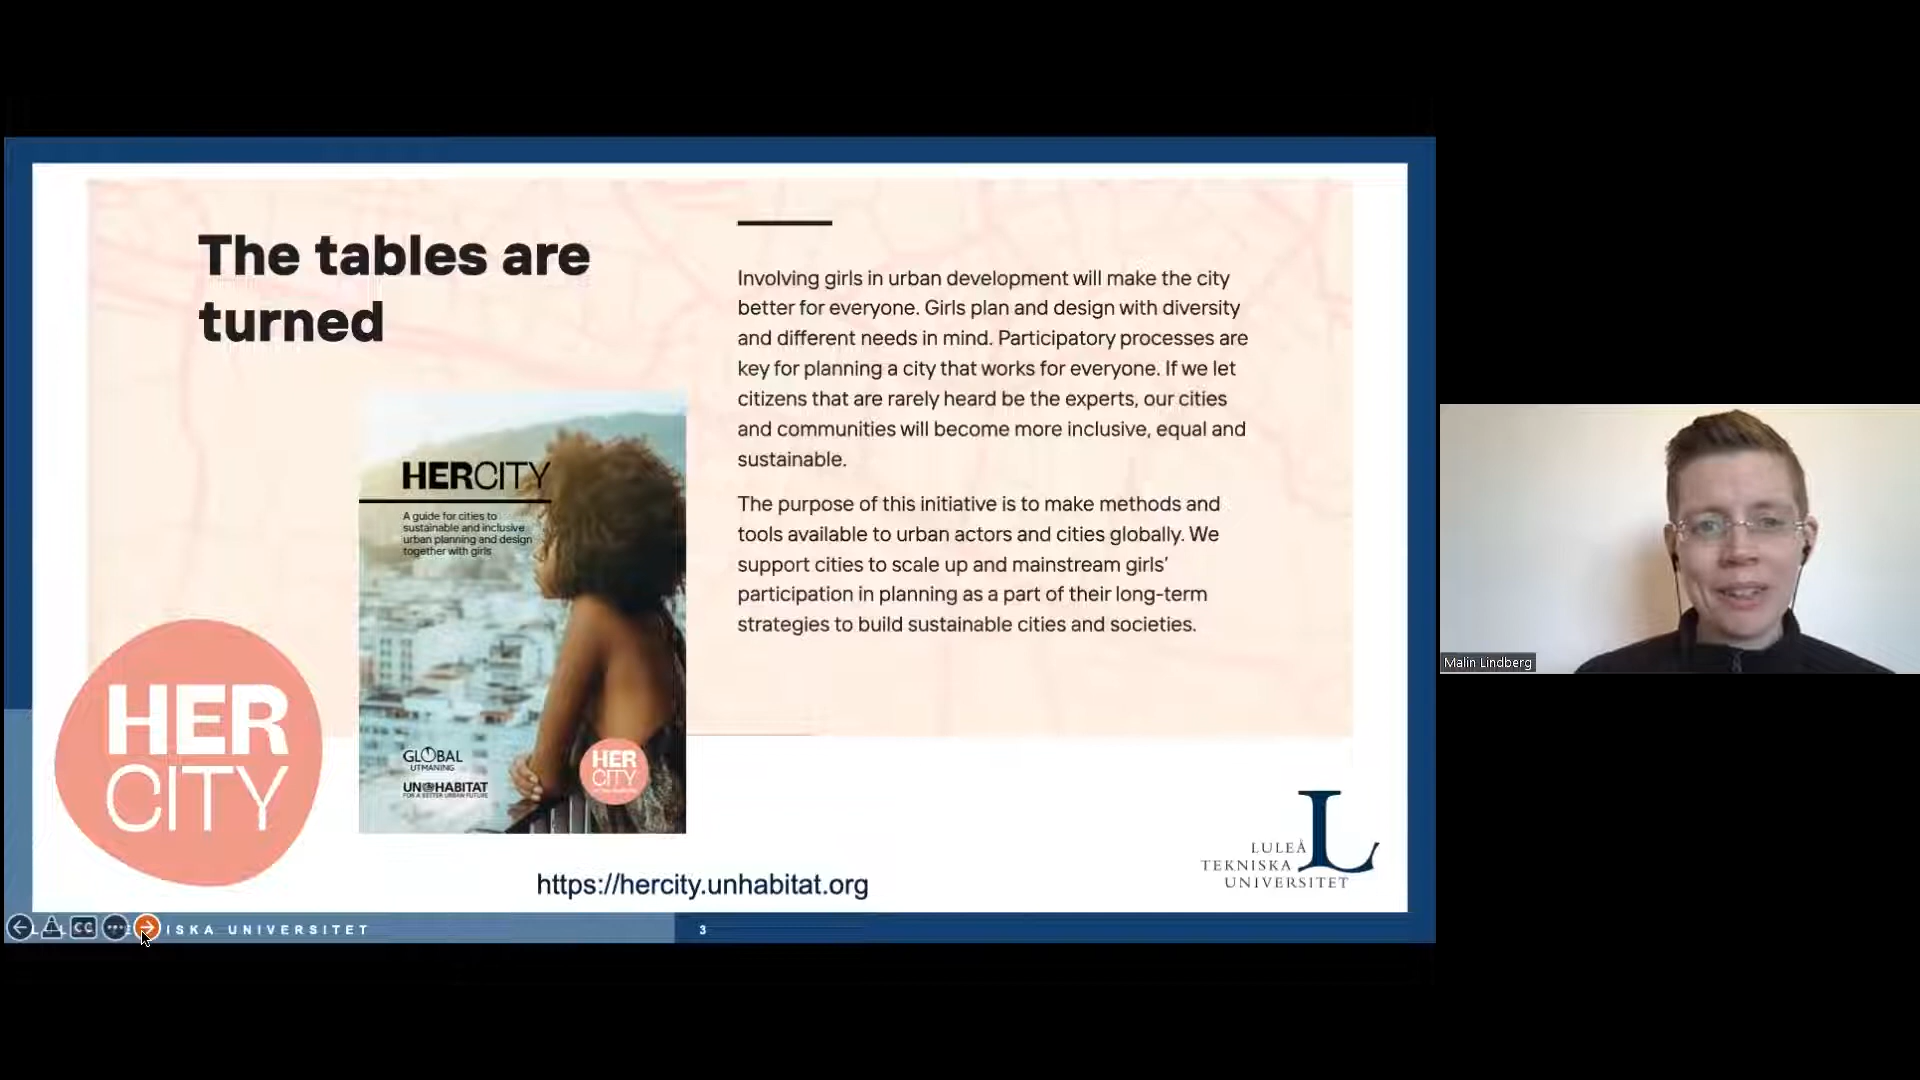 The tables are
turned
Involving girls in urban development will make the city
better for everyone. Girls plan and design with diversity
and different needs in mind. Participatory processes are
key for planning a city that works for everyone. If we let
citizens that are rarely heard be the experts, our cities
and communities will become more inclusive, equal and
sustainable.
The purpose of this initiative is to make methods and
tools available to urban actors and cities globally. We
support cities to scale up and mainstream girls’
participation in planning as a part of their long-term
strategies to build sustainable cities and societies.
HERCITY
A guide for cities to
sustainable and inclusive
urban planning and design
together with girls
GLOBAL
UTMANING
UN HABITAT
FOR A BETTER URBAN FUTURE
HER
CITY
HER
CITY
https://hercity.unhabitat.org
LULEÅ
TEKNISKA
UNIVERSITET
L
CC
ISKA UNIVERSITET
3
Malin Lindberg